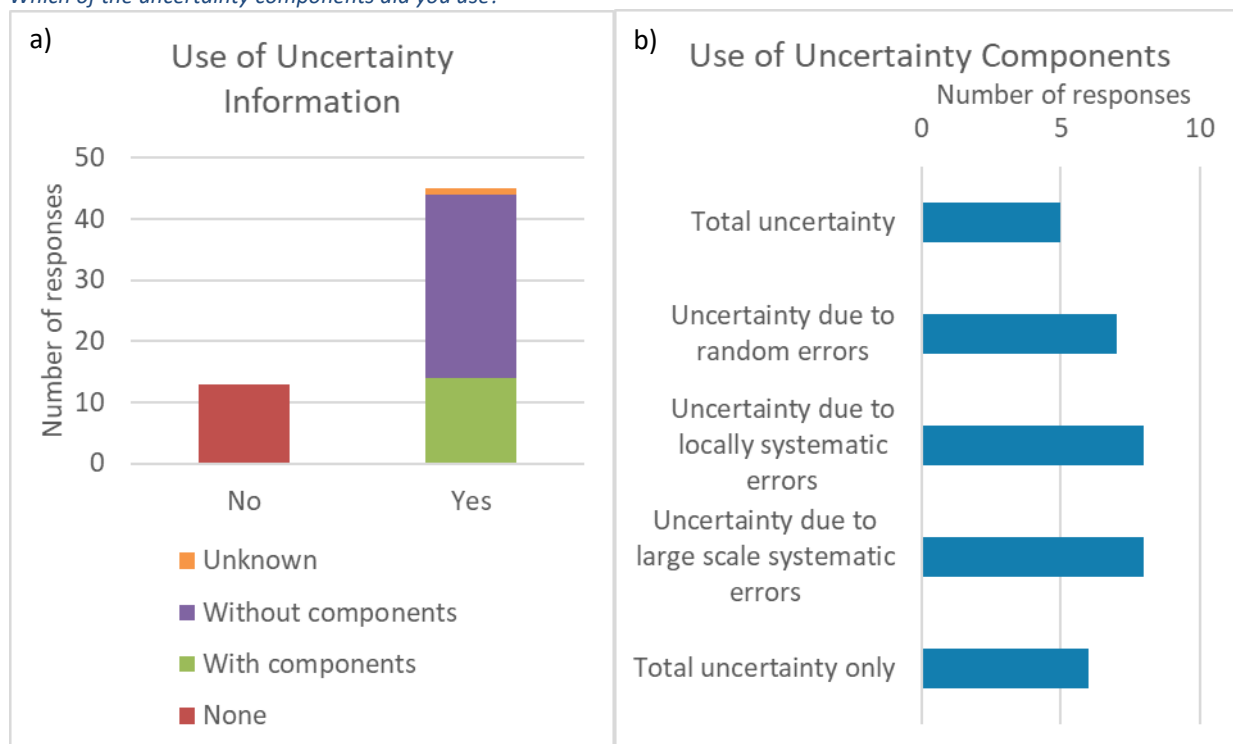 Which of the uncertainty components did you use?
a)
Use of Uncertainty
Information
Number of responses
50
40
30
20
10
0
No
Yes
Unknown
Without components
With components
None
b)
Use of Uncertainty Components
Number of responses
0
5
10
Total uncertainty
Uncertainty due to
random errors
Uncertainty due to
locally systematic
errors
Uncertainty due to
large scale systematic
errors
Total uncertainty only